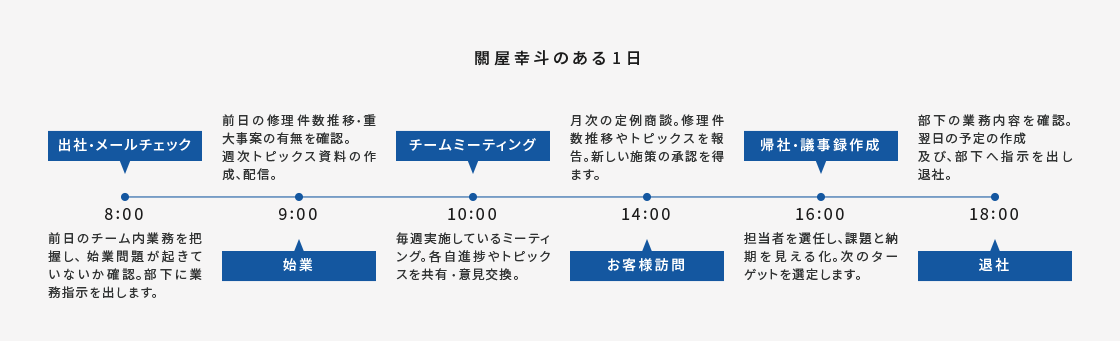 關屋幸斗のある1日
出社・メールチェック
8:00
前日のチーム内業務を把
握し、始業問題が起きて
いないか確認。部下に業
務指示を出します。
前日の修理件数推移・重
大事案の有無を確認。
週次トピックス資料の作
成、配信。
9:00
始業
チームミーティング
10:00
毎週実施しているミーティ
ング。各自進捗やトピック
スを共有・意見交換。
月次の定例商談。修理件
数推移やトピックスを報
告。新しい施策の承認を得
ます。
14:00
お客様訪問
帰社・議事録作成
16:00
担当者を選任し、課題と納
期を見える化。次のター
ゲットを選定します。
部下の業務内容を確認。
翌日の予定の作成
及び、部下へ指示を出し
退社。
18:00
退社